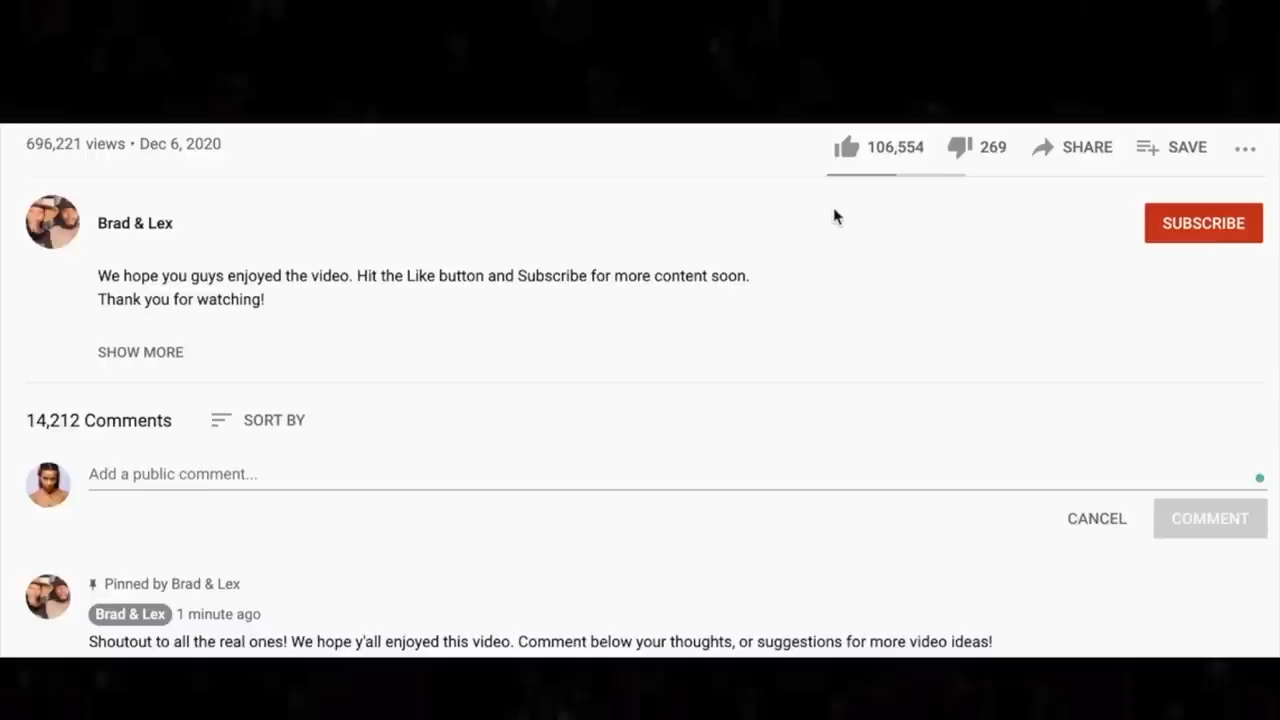 696,221 views • Dec 6, 2020
106,554 269 SHARE SAVE
Brad & Lex
SUBSCRIBE
We hope you guys enjoyed the video. Hit the Like button and Subscribe for more content soon.
Thank you for watching!
SHOW MORE
14,212 Comments SORT BY
Add a public comment...
CANCEL COMMENT
Pinned by Brad & Lex
Brad & Lex 1 minute ago
Shoutout to all the real ones! We hope y'all enjoyed this video. Comment below your thoughts, or suggestions for more video ideas!